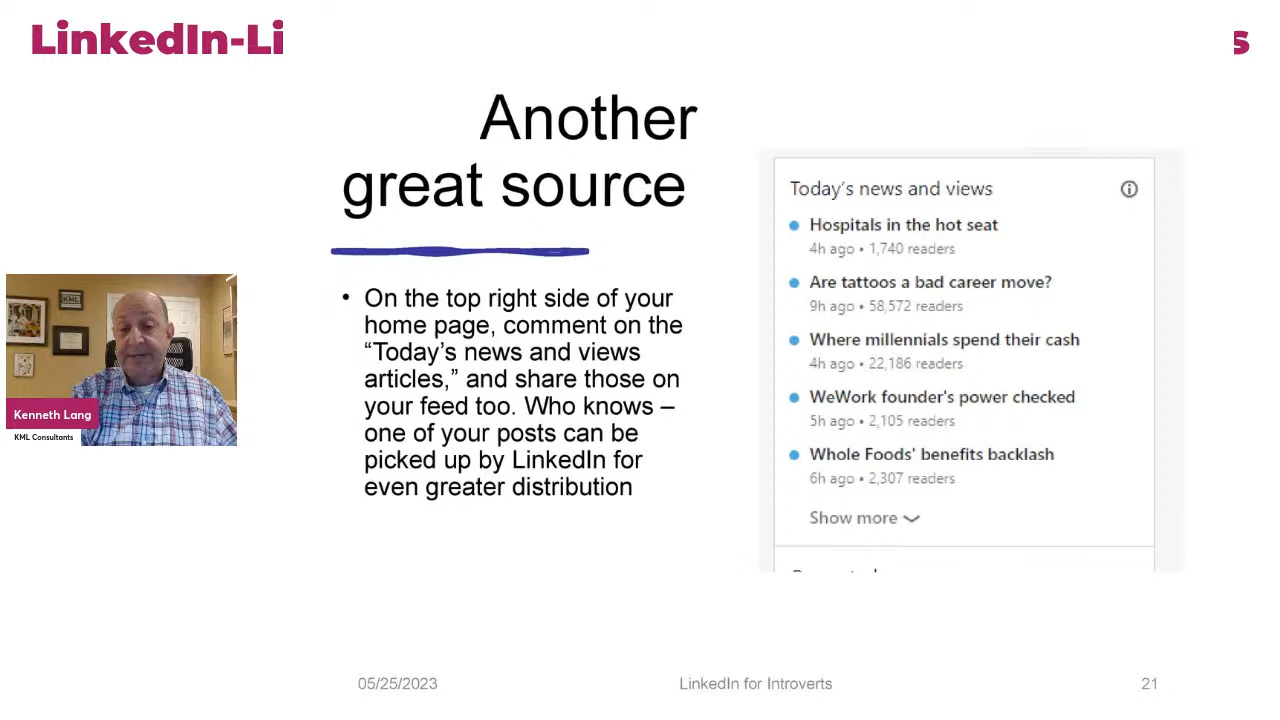 LinkedIn-Li
s
Another
great source
• On the top right side of your
home page, comment on the
“Today’s news and views
articles,” and share those on
your feed too. Who knows –
one of your posts can be
picked up by LinkedIn for
even greater distribution
Today’s news and views
Hospitals in the hot seat
4h ago • 1,740 readers
Are tattoos a bad career move?
9h ago • 58,572 readers
Where millennials spend their cash
4h ago • 22,186 readers
WeWork founder's power checked
5h ago • 2,105 readers
Whole Foods' benefits backlash
6h ago • 2,307 readers
Show more
KML
Kenneth Lang
KML Consultants
05/25/2023
LinkedIn for Introverts
21